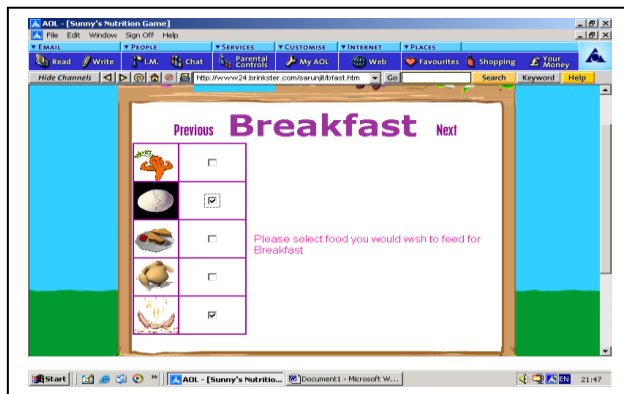 AOL - [Sunny's Nutrition Game]
File Edit Window Sign Off Help
EMAIL PEOPLE SERVICES CUSTOMISE INTERNET PLACES
Read Write I.M. Chat Parental Controls My AOL Web Favourites Shopping Your Money
Hide Channels http://www24.brinkster.com/sarunjit/bfast.htm Go Search Keyword Help
Previous Breakfast Next
Please select food you would wish to feed for
Breakfast
Start AOL - [Sunny's Nutritio... Document1 - Microsoft W... EN 21:47